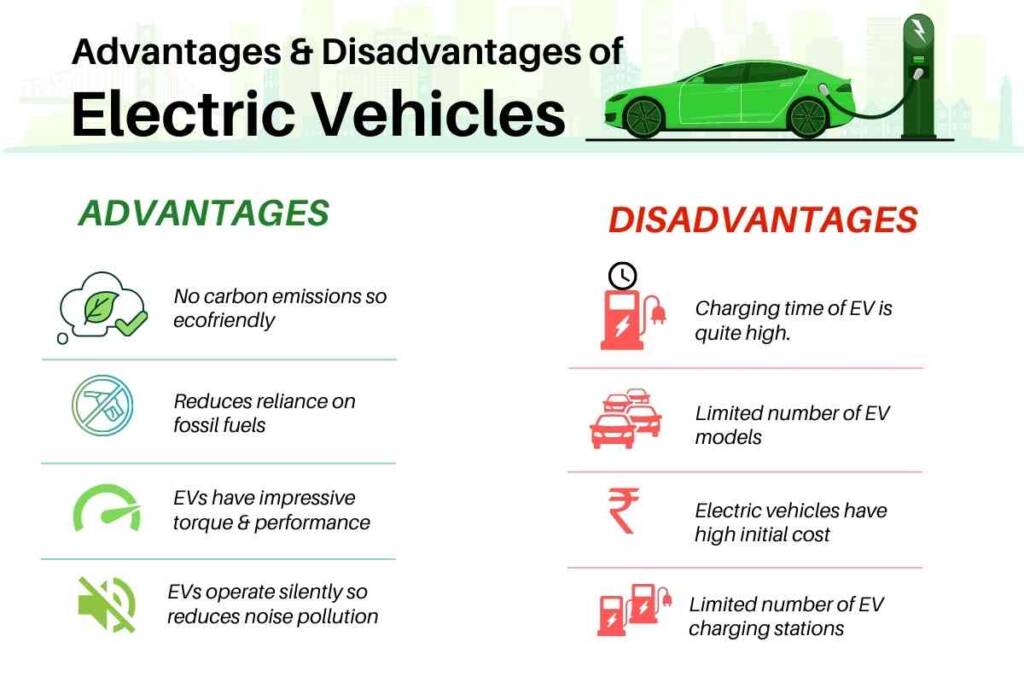 Advantages & Disadvantages of
Electric Vehicles
ADVANTAGES
No carbon emissions so
ecofriendly
Reduces reliance on
fossil fuels
EVs have impressive
torque & performance
EVs operate silently so
reduces noise pollution
DISADVANTAGES
Charging time of EV is
quite high.
Limited number of EV
models
₹
Electric vehicles have
high initial cost
Limited number of EV
charging stations